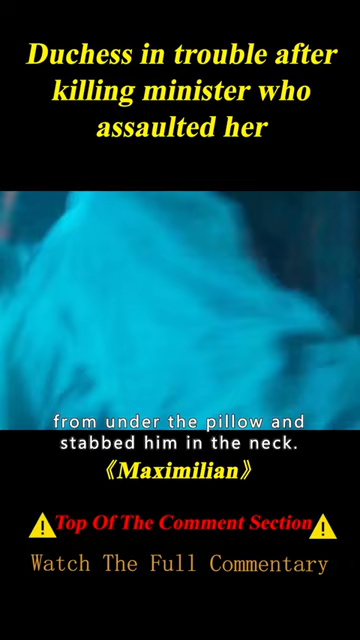 Duchess in trouble after
killing minister who
assaulted her
from under the pillow and
stabbed him in the neck.
《Maximilian》
Top Of The Comment Section
Watch The Full Commentary